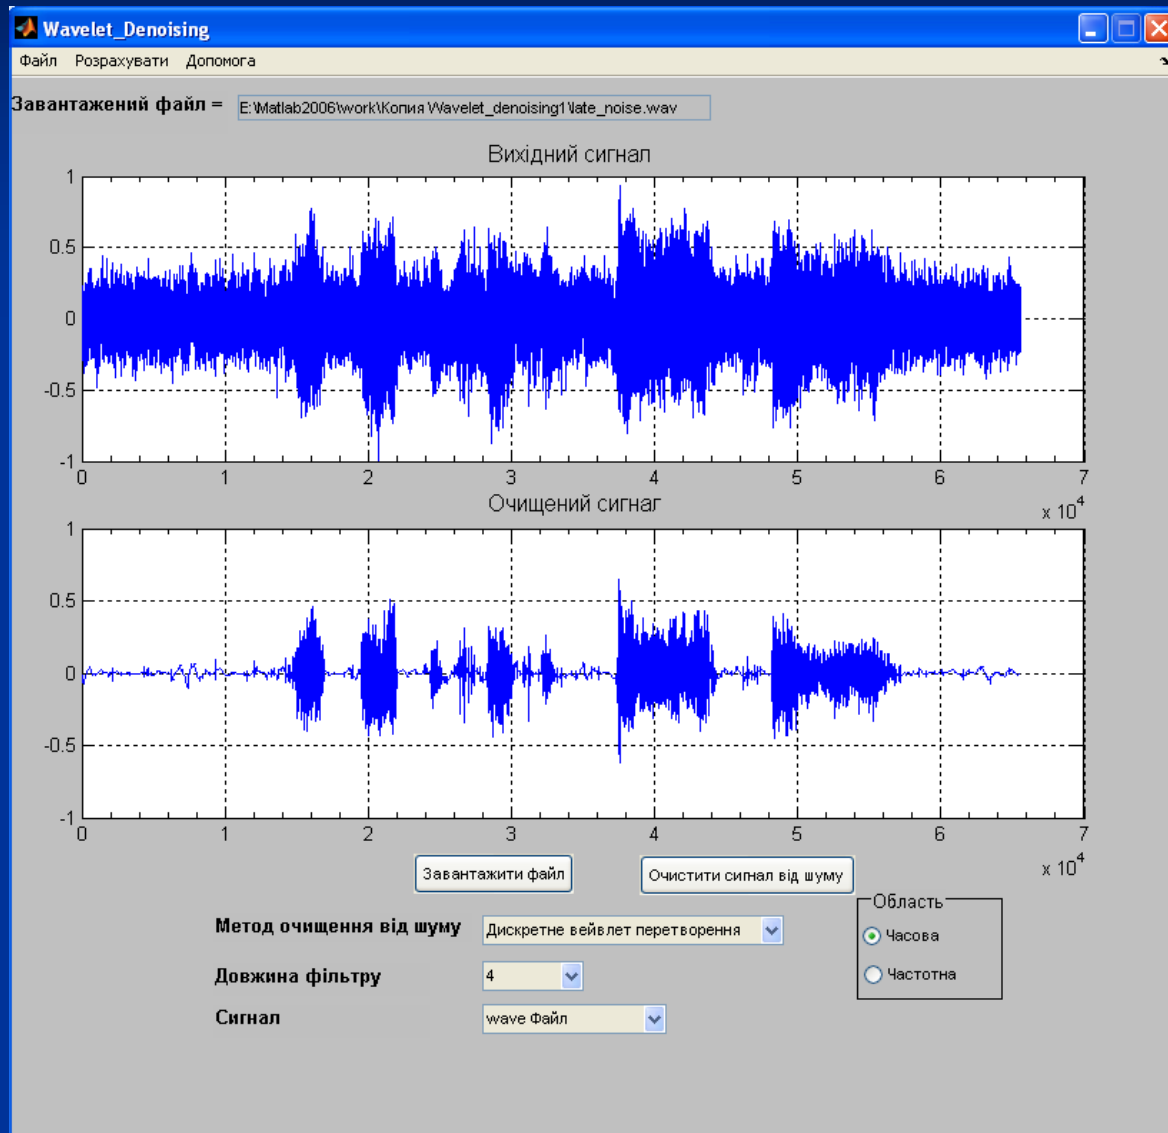 Wavelet_Denoising
Файл Розрахувати Допомога
Завантажений файл = E:\Matlab2006\work\Копия Wavelet_denoising1\late_noise.wav
Вихідний сигнал
1
0.5
0
-0.5
-1
0 1 2 3 4 5 6 7
x 10^4
Очищений сигнал
1
0.5
0
-0.5
-1
0 1 2 3 4 5 6 7
x 10^4
Завантажити файл Очистити сигнал від шуму
Область
Метод очищення від шуму Дискретне вейвлет перетворення
Часова
Довжина фільтру 4
Частотна
Сигнал wave Файл